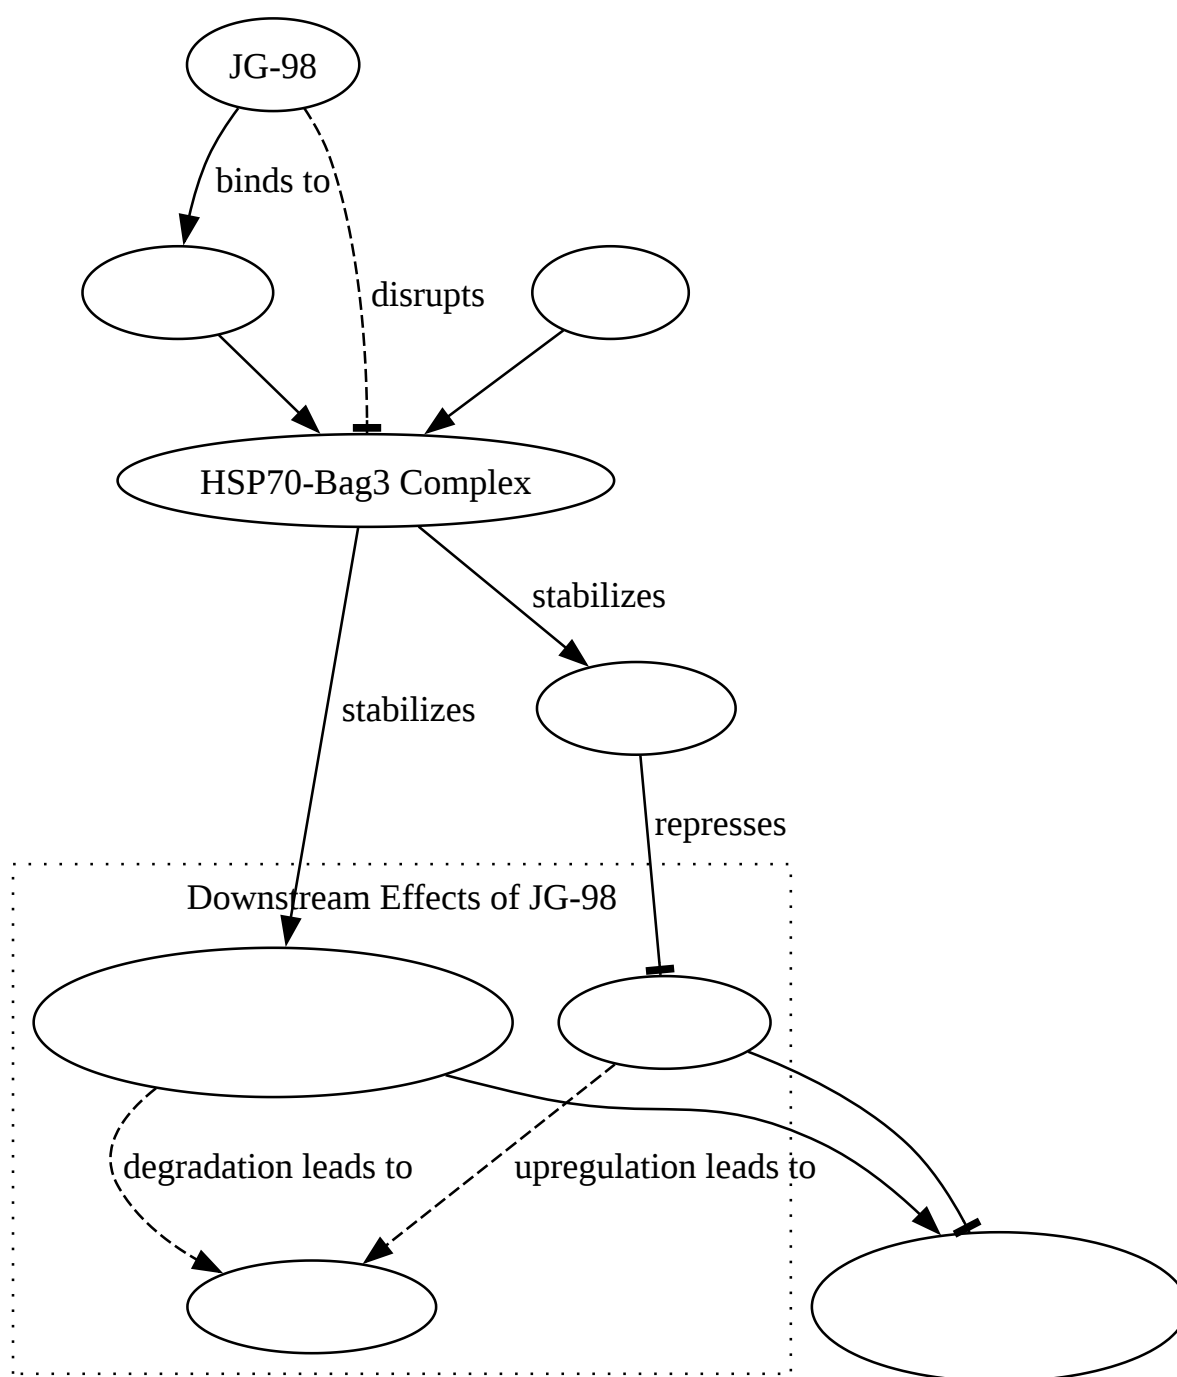 JG-98
binds to
disrupts
HSP70-Bag3 Complex
stabilizes
stabilizes
represses
Downstream Effects of JG-98
degradation leads to
upregulation leads to